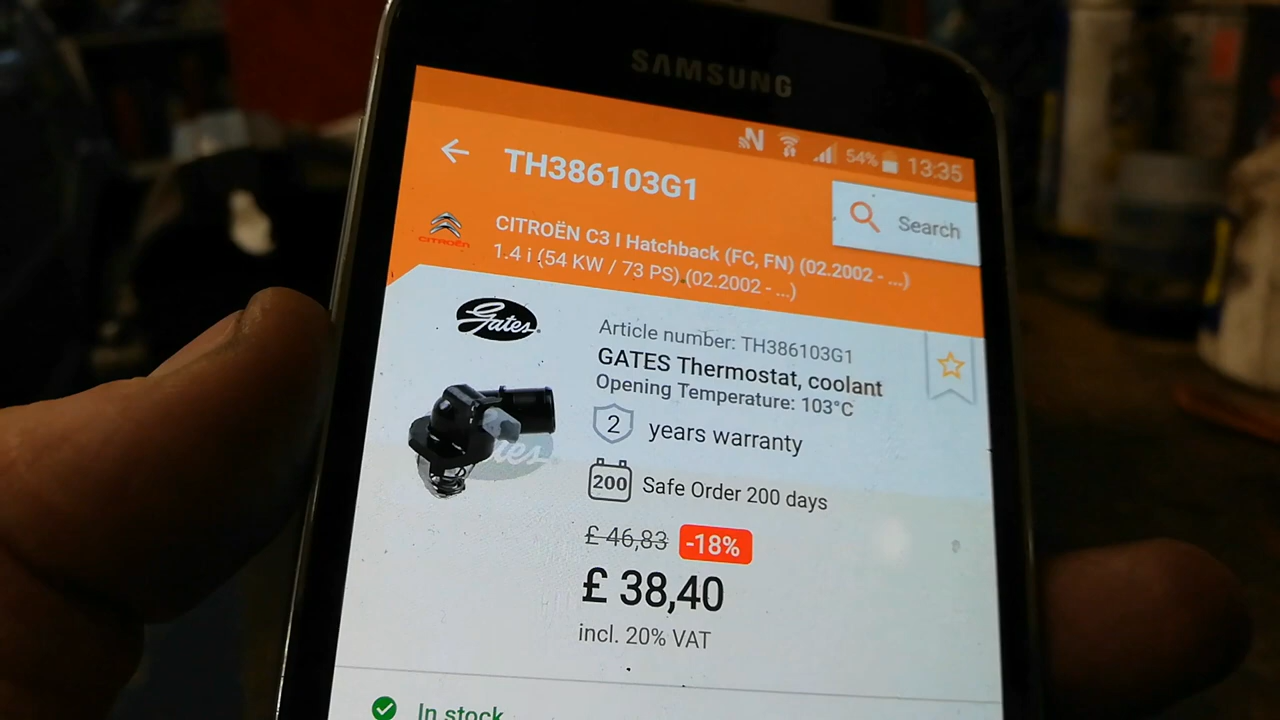 SAMSUNG
54% 13:35
TH386103G1
Search
CITROËN
CITROËN C3 I Hatchback (FC, FN) (02.2002 - ...)
1.4 i (54 KW / 73 PS) (02.2002 - ...)
Gates
Article number: TH386103G1
GATES Thermostat, coolant
Opening Temperature: 103°C
2 years warranty
200 Safe Order 200 days
£ 46,83 -18%
£ 38,40
incl. 20% VAT
In stock